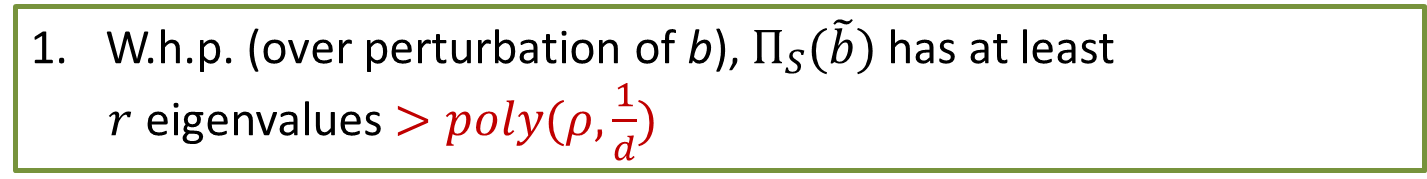 1. W.h.p. (over perturbation of b), Π_S(b̃) has at least
r eigenvalues > poly(ρ, 1/d)